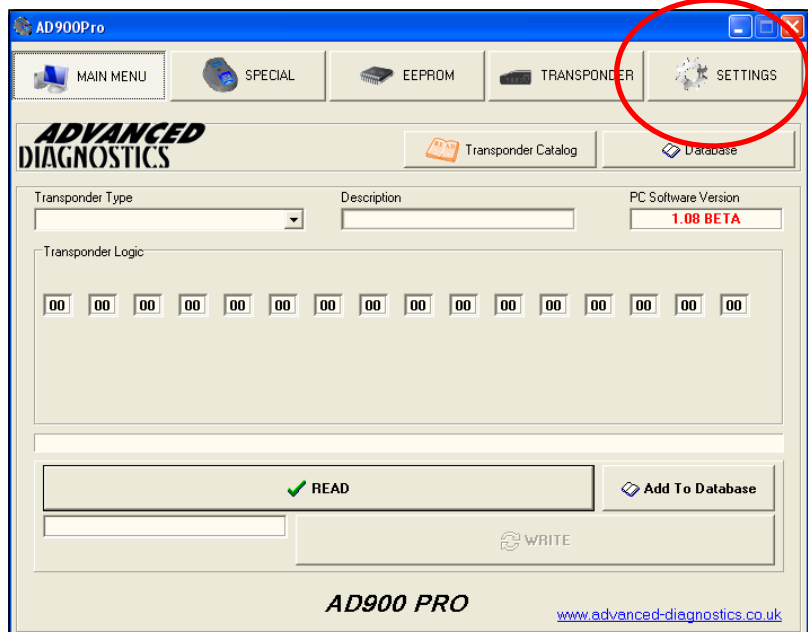 AD900Pro
MAIN MENU SPECIAL EEPROM TRANSPONDER SETTINGS
ADVANCED
DIAGNOSTICS
Transponder Catalog Database
Transponder Type Description PC Software Version
1.08 BETA
Transponder Logic
00 00 00 00 00 00 00 00 00 00 00 00 00 00 00 00
READ Add To Database
WRITE
AD900 PRO
www.advanced-diagnostics.co.uk